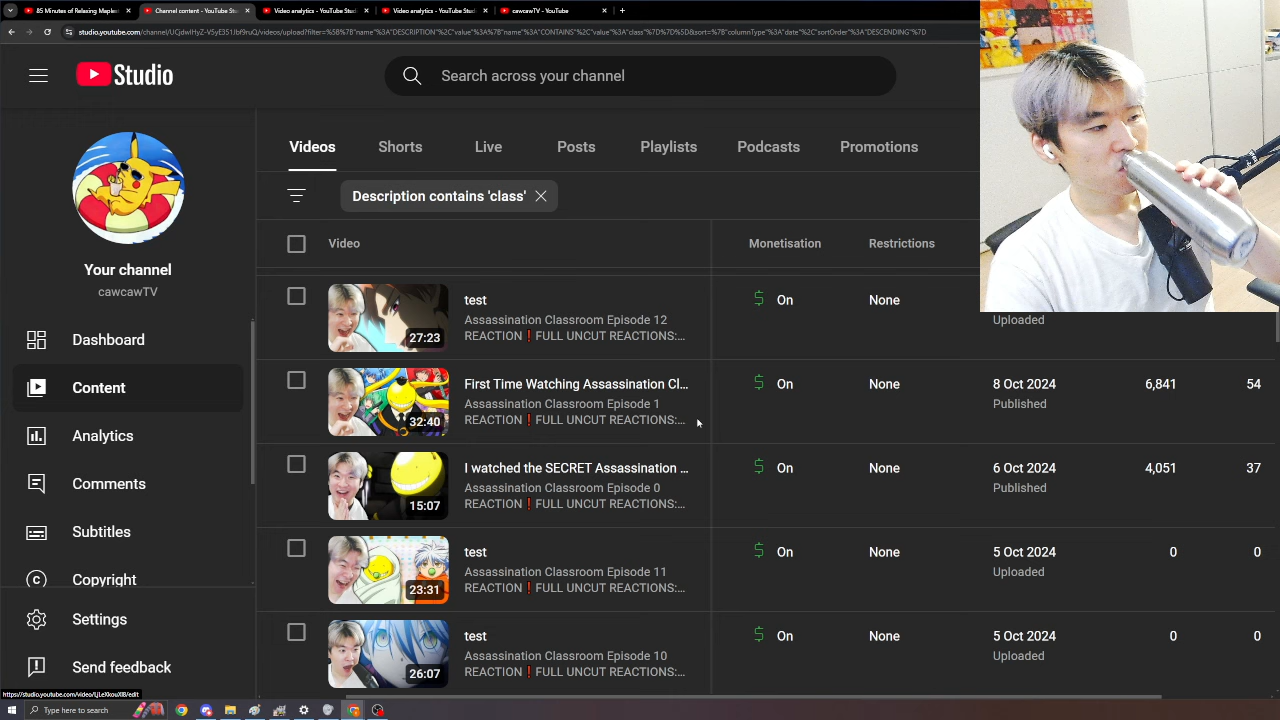 85 Minutes of Relaxing Maples
Channel content - YouTube Stu
Video analytics - YouTube Stud
Video analytics - YouTube Stud
cawcawTV - YouTube
Studio
Search across your channel
Your channel
cawcawTV
Dashboard
Content
Analytics
Comments
Subtitles
Copyright
Settings
Send feedback
Videos Shorts Live Posts Playlists Podcasts Promotions
Description contains 'class'
Video Monetisation Restrictions
test
Assassination Classroom Episode 12
REACTION❗FULL UNCUT REACTIONS:...
27:23
On None
Uploaded
First Time Watching Assassination Cl...
Assassination Classroom Episode 1
REACTION❗FULL UNCUT REACTIONS:...
32:40
On None 8 Oct 2024 6,841 54
Published
I watched the SECRET Assassination ...
Assassination Classroom Episode 0
REACTION❗FULL UNCUT REACTIONS:...
15:07
On None 6 Oct 2024 4,051 37
Published
test
Assassination Classroom Episode 11
REACTION❗FULL UNCUT REACTIONS:...
23:31
On None 5 Oct 2024 0 0
Uploaded
test
Assassination Classroom Episode 10
REACTION❗FULL UNCUT REACTIONS:...
26:07
On None 5 Oct 2024 0 0
Uploaded
Type here to search